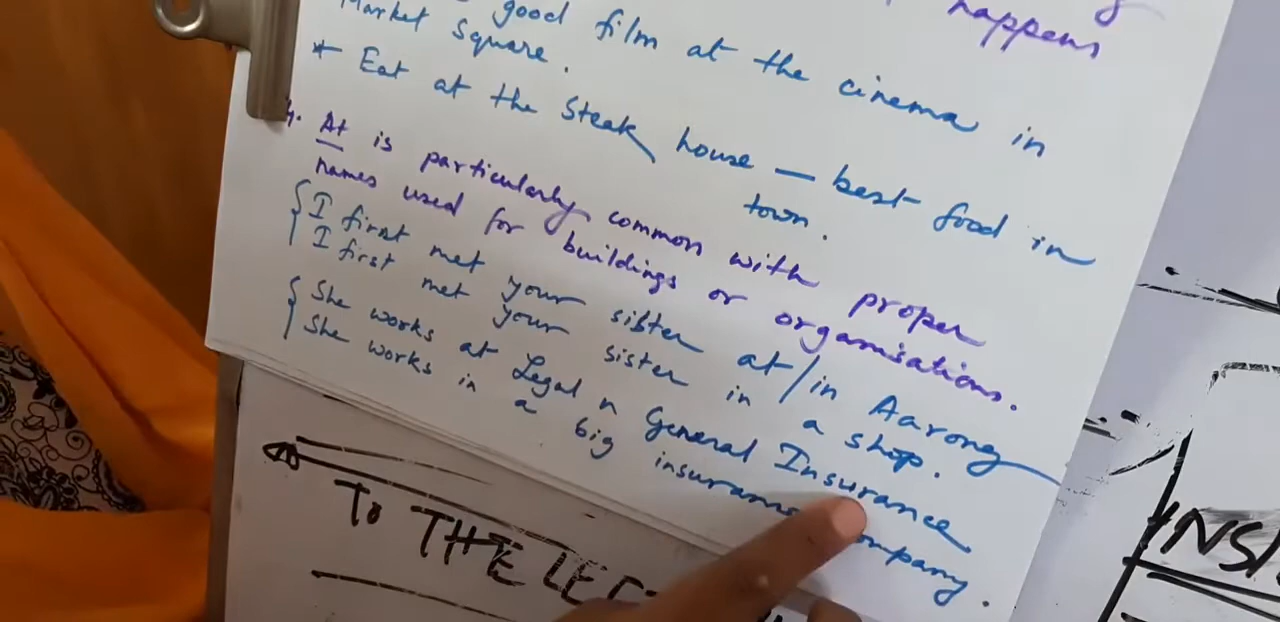 happens
good film at the cinema in
Market Square.
* Eat at the Steak house — best food in
town.
4. At is particularly common with proper
names used for buildings or organisations.
I first met your sister at/in Aarong
I first met your sister in a shop.
She works at Legal n General Insurance
She works in a big insurance company.
TO THE LEFT
INSI